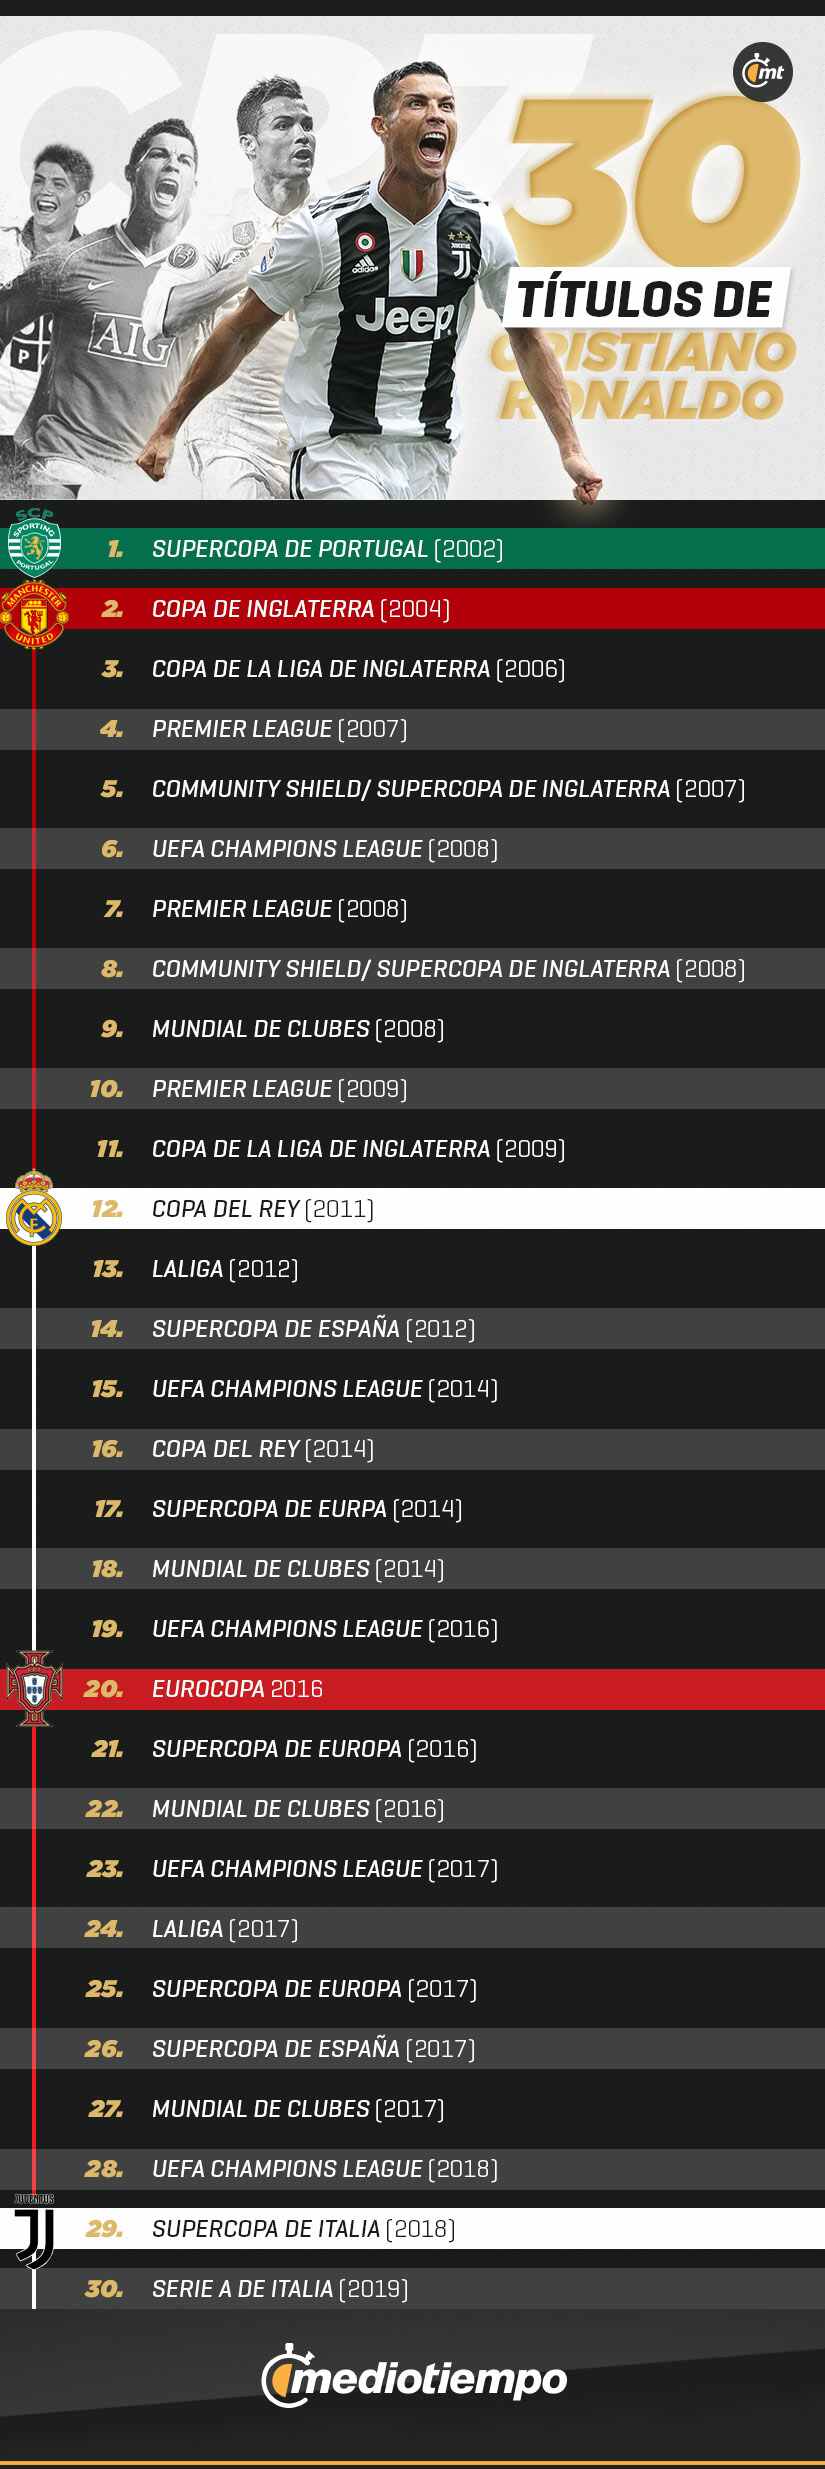 CR7
mt
30
TÍTULOS DE
CRISTIANO
RONALDO
AIG
Jeep
adidas
JUVENTUS
SCP
SPORTING
PORTUGAL
1. SUPERCOPA DE PORTUGAL (2002)
MANCHESTER
UNITED
2. COPA DE INGLATERRA (2004)
3. COPA DE LA LIGA DE INGLATERRA (2006)
4. PREMIER LEAGUE (2007)
5. COMMUNITY SHIELD/ SUPERCOPA DE INGLATERRA (2007)
6. UEFA CHAMPIONS LEAGUE (2008)
7. PREMIER LEAGUE (2008)
8. COMMUNITY SHIELD/ SUPERCOPA DE INGLATERRA (2008)
9. MUNDIAL DE CLUBES (2008)
10. PREMIER LEAGUE (2009)
11. COPA DE LA LIGA DE INGLATERRA (2009)
12. COPA DEL REY (2011)
13. LALIGA (2012)
14. SUPERCOPA DE ESPAÑA (2012)
15. UEFA CHAMPIONS LEAGUE (2014)
16. COPA DEL REY (2014)
17. SUPERCOPA DE EURPA (2014)
18. MUNDIAL DE CLUBES (2014)
19. UEFA CHAMPIONS LEAGUE (2016)
20. EUROCOPA 2016
21. SUPERCOPA DE EUROPA (2016)
22. MUNDIAL DE CLUBES (2016)
23. UEFA CHAMPIONS LEAGUE (2017)
24. LALIGA (2017)
25. SUPERCOPA DE EUROPA (2017)
26. SUPERCOPA DE ESPAÑA (2017)
27. MUNDIAL DE CLUBES (2017)
28. UEFA CHAMPIONS LEAGUE (2018)
JUVENTUS
29. SUPERCOPA DE ITALIA (2018)
30. SERIE A DE ITALIA (2019)
mediotiempo